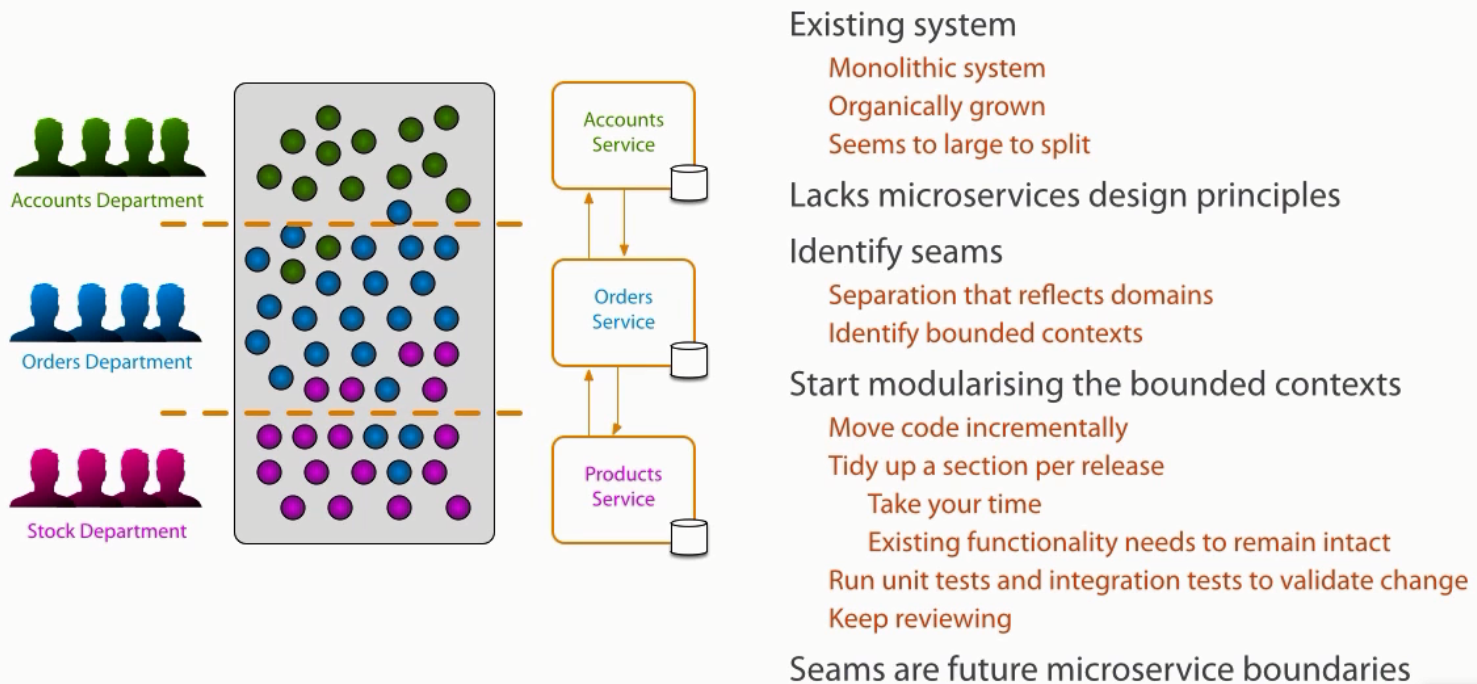 Accounts Department
Orders Department
Stock Department
Accounts
Service
Orders
Service
Products
Service
Existing system
Monolithic system
Organically grown
Seems to large to split
Lacks microservices design principles
Identify seams
Separation that reflects domains
Identify bounded contexts
Start modularising the bounded contexts
Move code incrementally
Tidy up a section per release
Take your time
Existing functionality needs to remain intact
Run unit tests and integration tests to validate change
Keep reviewing
Seams are future microservice boundaries